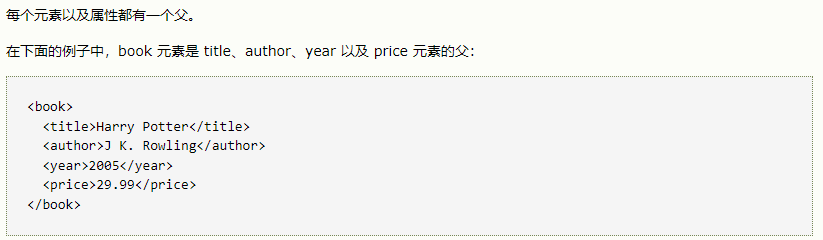 每个元素以及属性都有一个父。
在下面的例子中，book 元素是 title、author、year 以及 price 元素的父：
<book>
  <title>Harry Potter</title>
  <author>J K. Rowling</author>
  <year>2005</year>
  <price>29.99</price>
</book>